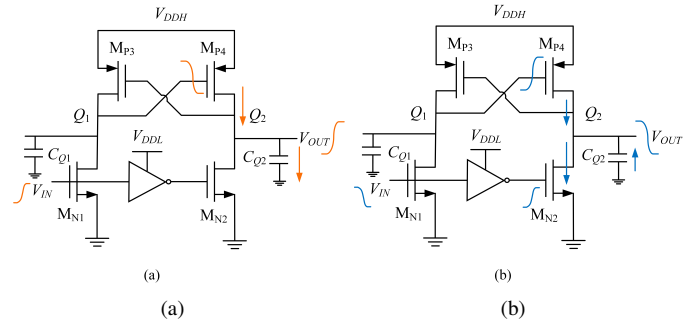 V_DDH
M_P3
M_P4
Q_1
Q_2
V_DDL
V_OUT
C_Q1
C_Q2
V_IN
M_N1
M_N2
(a)
(a)
V_DDH
M_P3
M_P4
Q_1
Q_2
V_DDL
V_OUT
C_Q1
C_Q2
V_IN
M_N1
M_N2
(b)
(b)